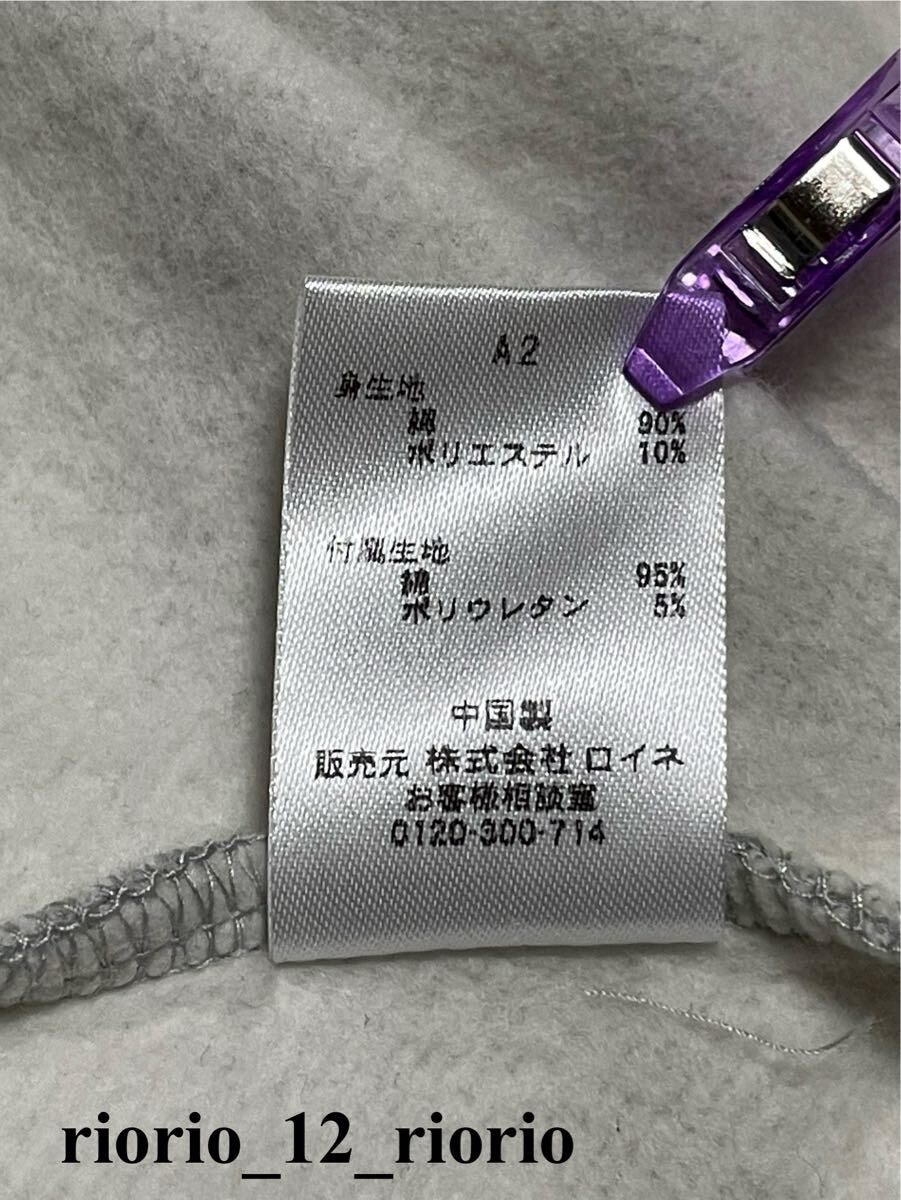 A2
身生地
綿 90%
ポリエステル 10%
付属生地
綿 95%
ポリウレタン 5%
中国製
販売元 株式会社 ロイネ
お客様相談室
0120-300-714
riorio_12_riorio